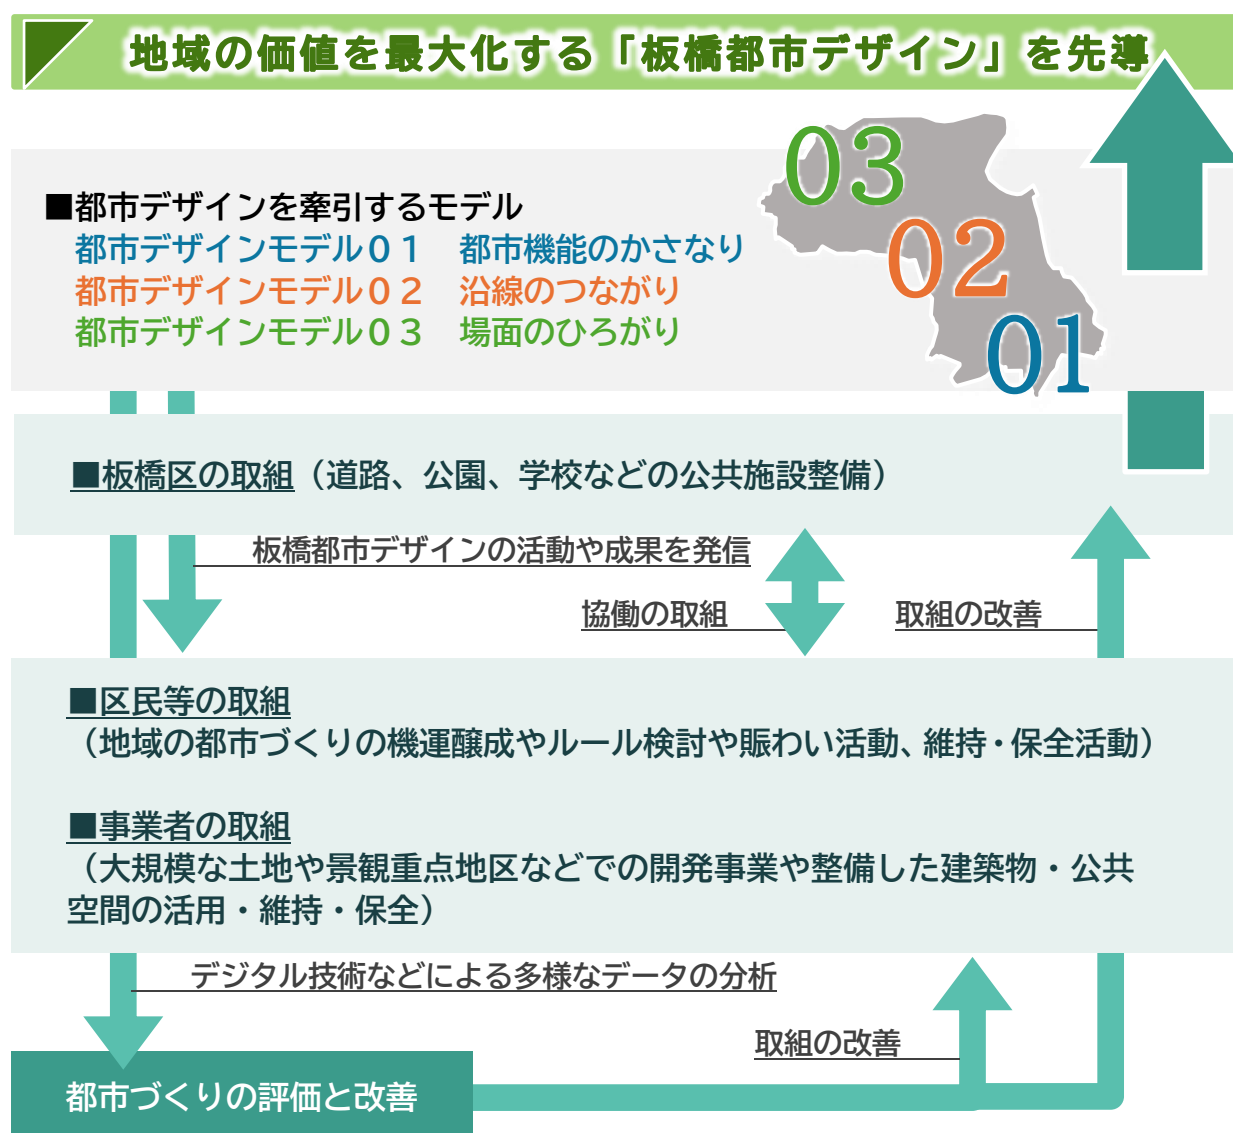 地域の価値を最大化する「板橋都市デザイン」を先導
■都市デザインを牽引するモデル
都市デザインモデル０１　都市機能のかさなり
都市デザインモデル０２　沿線のつながり
都市デザインモデル０３　場面のひろがり
03
02
01
■板橋区の取組（道路、公園、学校などの公共施設整備）
板橋都市デザインの活動や成果を発信
協働の取組
取組の改善
■区民等の取組
（地域の都市づくりの機運醸成やルール検討や賑わい活動、維持・保全活動）
■事業者の取組
（大規模な土地や景観重点地区などでの開発事業や整備した建築物・公共
空間の活用・維持・保全）
デジタル技術などによる多様なデータの分析
取組の改善
都市づくりの評価と改善